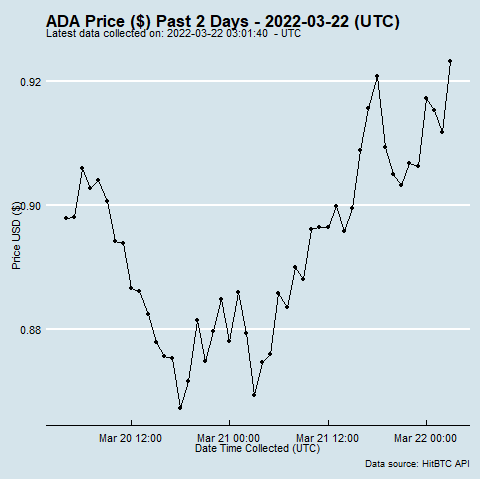 ADA Price ($) Past 2 Days - 2022-03-22 (UTC)
Latest data collected on: 2022-03-22 03:01:40 - UTC
0.92
0.90
0.88
Price USD ($)
Mar 20 12:00
Mar 21 00:00
Mar 21 12:00
Mar 22 00:00
Date Time Collected (UTC)
Data source: HitBTC API